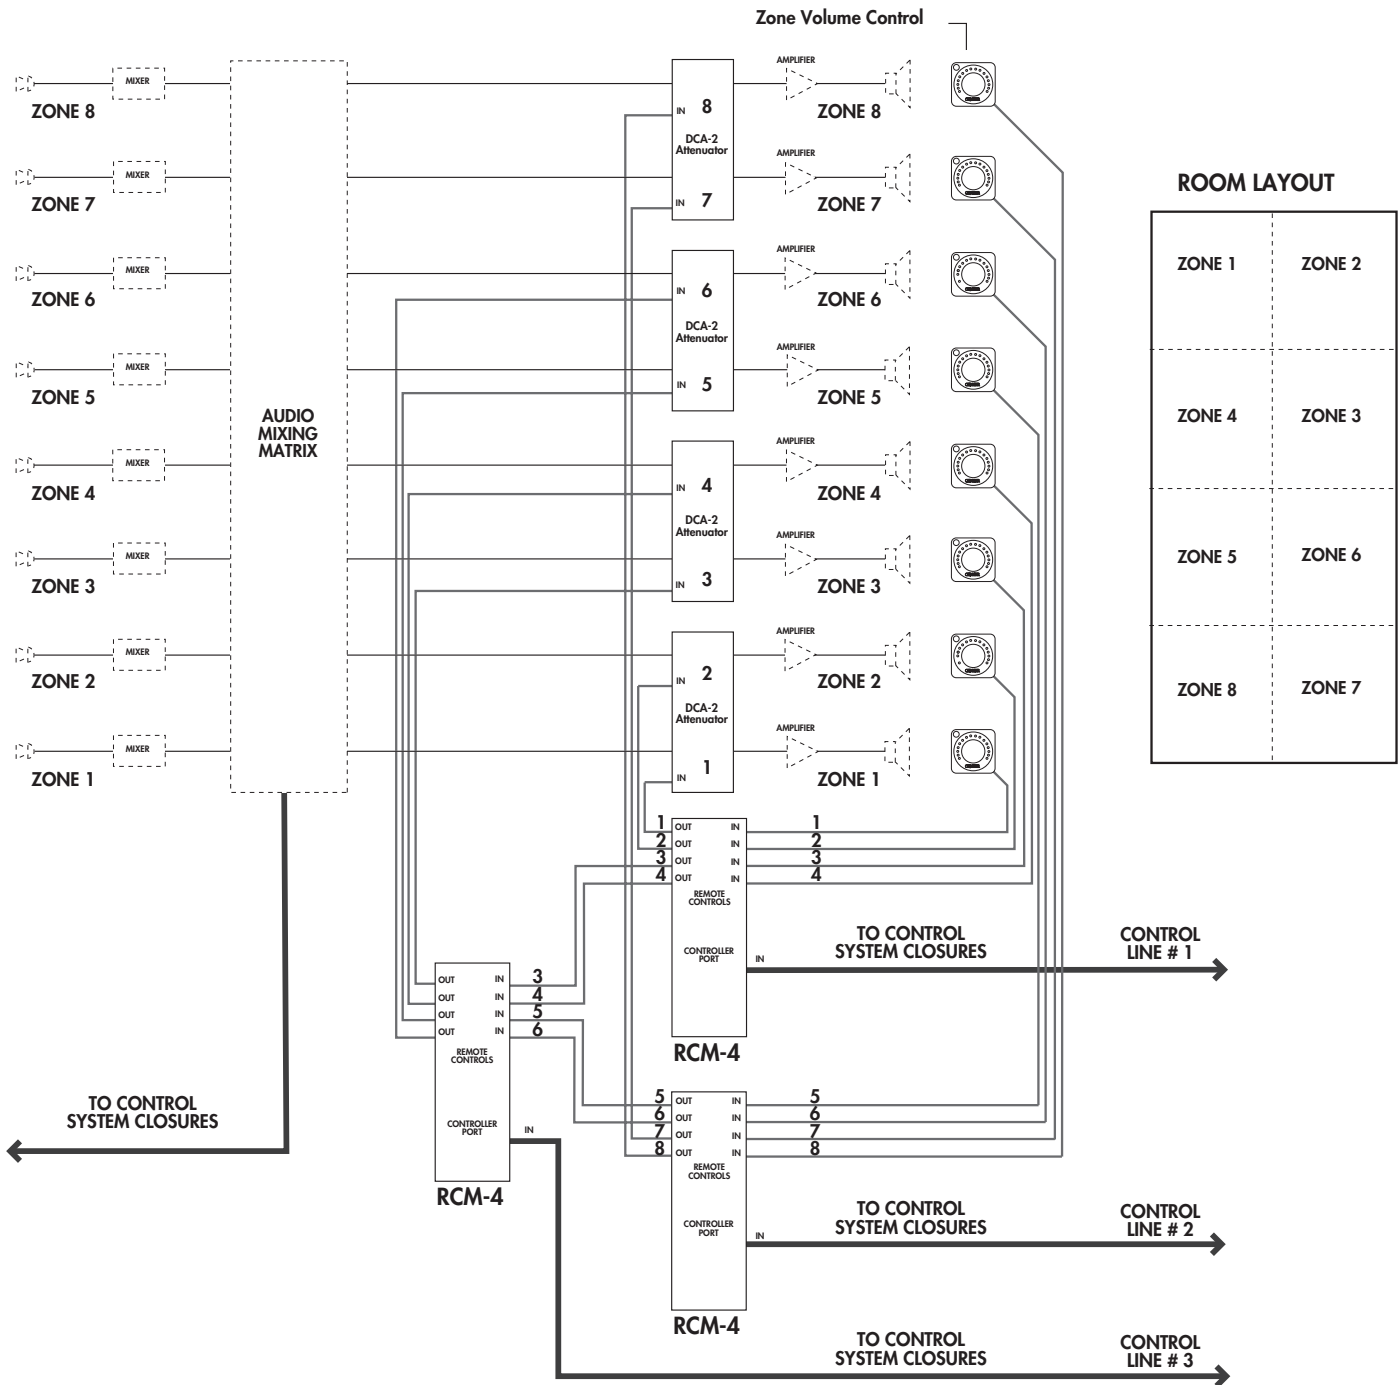 Zone Volume Control
MIXER
ZONE 8
8
IN
DCA-2
Attenuator
AMPLIFIER
ZONE 8
MIXER
ZONE 7
IN
7
AMPLIFIER
ZONE 7
MIXER
ZONE 6
6
IN
DCA-2
Attenuator
AMPLIFIER
ZONE 6
MIXER
ZONE 5
IN
5
AMPLIFIER
ZONE 5
AUDIO
MIXING
MATRIX
MIXER
ZONE 4
4
IN
DCA-2
Attenuator
AMPLIFIER
ZONE 4
MIXER
ZONE 3
IN
3
AMPLIFIER
ZONE 3
MIXER
ZONE 2
2
IN
DCA-2
Attenuator
AMPLIFIER
ZONE 2
MIXER
ZONE 1
1
IN
AMPLIFIER
ZONE 1
ROOM LAYOUT
ZONE 1 ZONE 2
ZONE 4 ZONE 3
ZONE 5 ZONE 6
ZONE 8 ZONE 7
1 OUT IN 1
2 OUT IN 2
3 OUT IN 3
4 OUT IN 4
REMOTE
CONTROLS
CONTROLLER
PORT
IN
RCM-4
TO CONTROL
SYSTEM CLOSURES
CONTROL
LINE # 1
OUT IN 3
OUT IN 4
OUT IN 5
OUT IN 6
REMOTE
CONTROLS
CONTROLLER
PORT
IN
RCM-4
TO CONTROL
SYSTEM CLOSURES
5 OUT IN 5
6 OUT IN 6
7 OUT IN 7
8 OUT IN 8
REMOTE
CONTROLS
CONTROLLER
PORT
IN
RCM-4
TO CONTROL
SYSTEM CLOSURES
CONTROL
LINE # 2
TO CONTROL
SYSTEM CLOSURES
CONTROL
LINE # 3